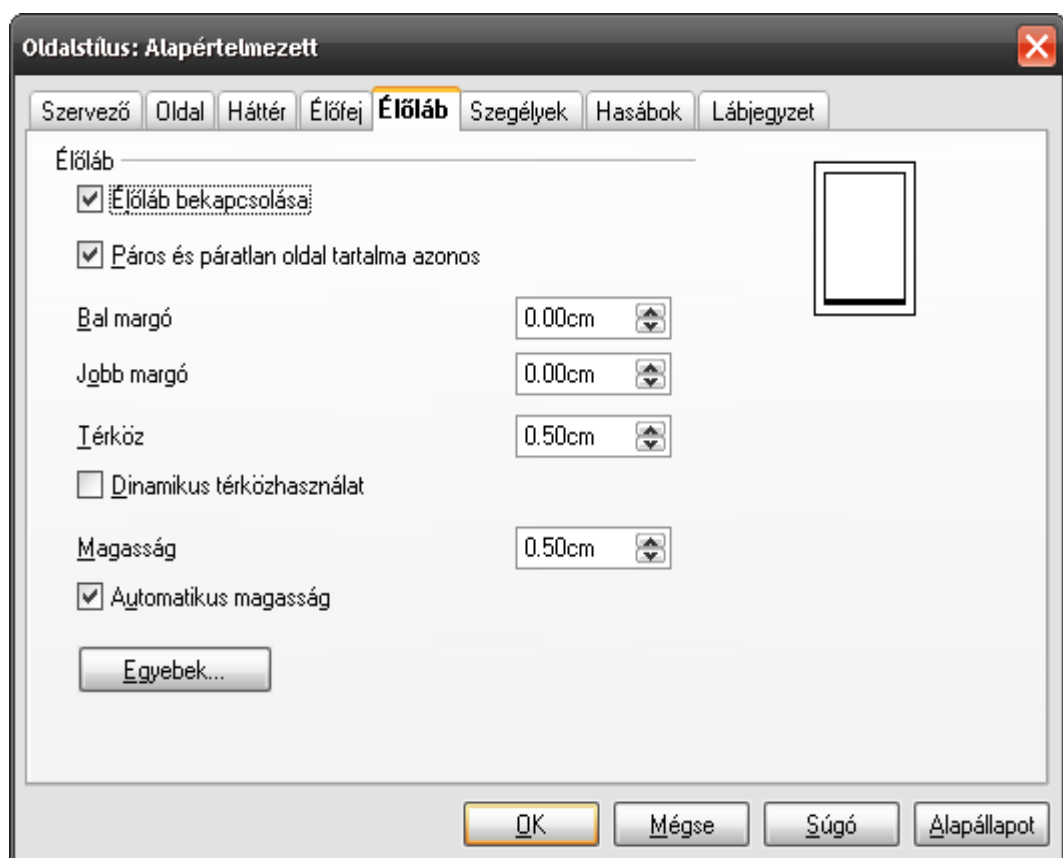 Oldalstílus: Alapértelmezett
Szervező Oldal Háttér Élőfej Élőláb Szegélyek Hasábok Lábjegyzet
Élőláb
Élőláb bekapcsolása
Páros és páratlan oldal tartalma azonos
Bal margó 0.00cm
Jobb margó 0.00cm
Térköz 0.50cm
Dinamikus térközhasználat
Magasság 0.50cm
Automatikus magasság
Egyebek...
OK Mégse Súgó Alapállapot